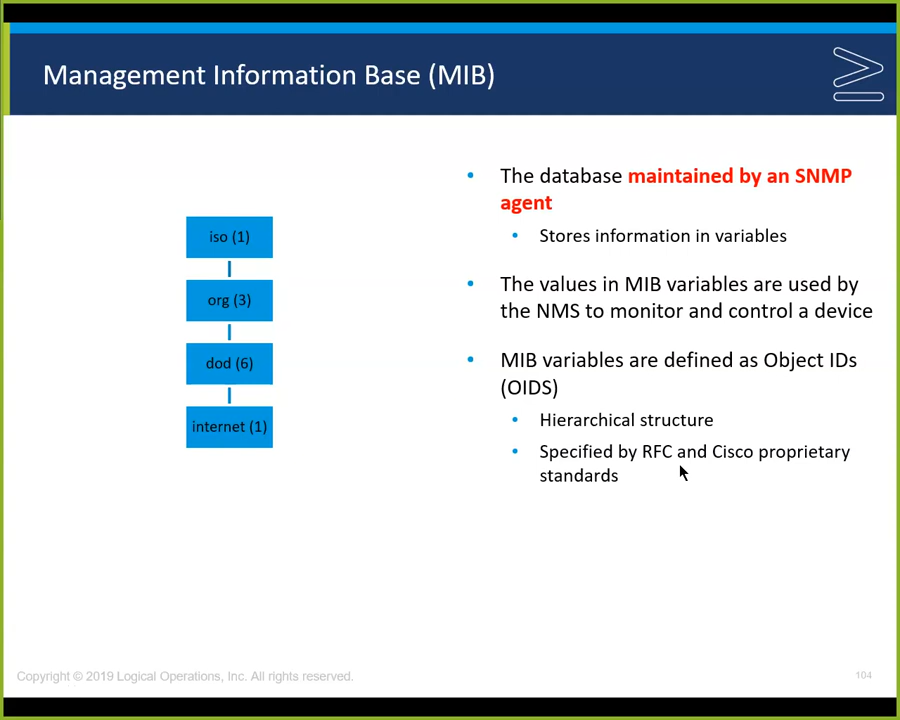 Management Information Base (MIB)
iso (1)
org (3)
dod (6)
internet (1)
• The database maintained by an SNMP
agent
• Stores information in variables
• The values in MIB variables are used by
the NMS to monitor and control a device
• MIB variables are defined as Object IDs
(OIDS)
• Hierarchical structure
• Specified by RFC and Cisco proprietary
standards
Copyright © 2019 Logical Operations, Inc. All rights reserved.
104